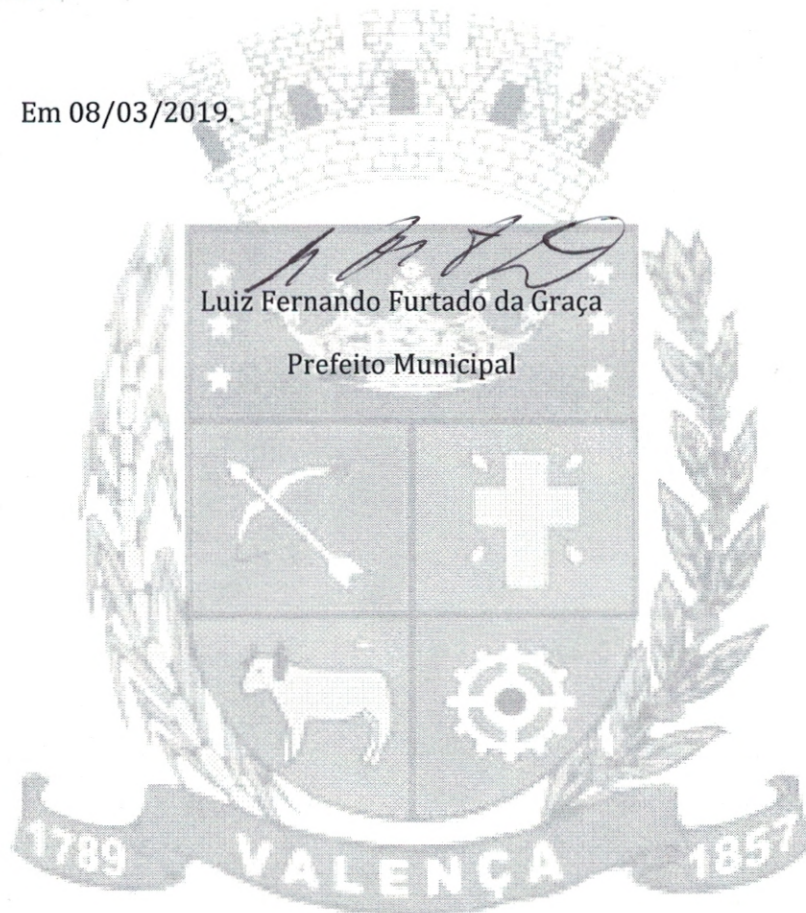 Em 08/03/2019.
Luiz Fernando Furtado da Graça
Prefeito Municipal
1789 VALENÇA 1857